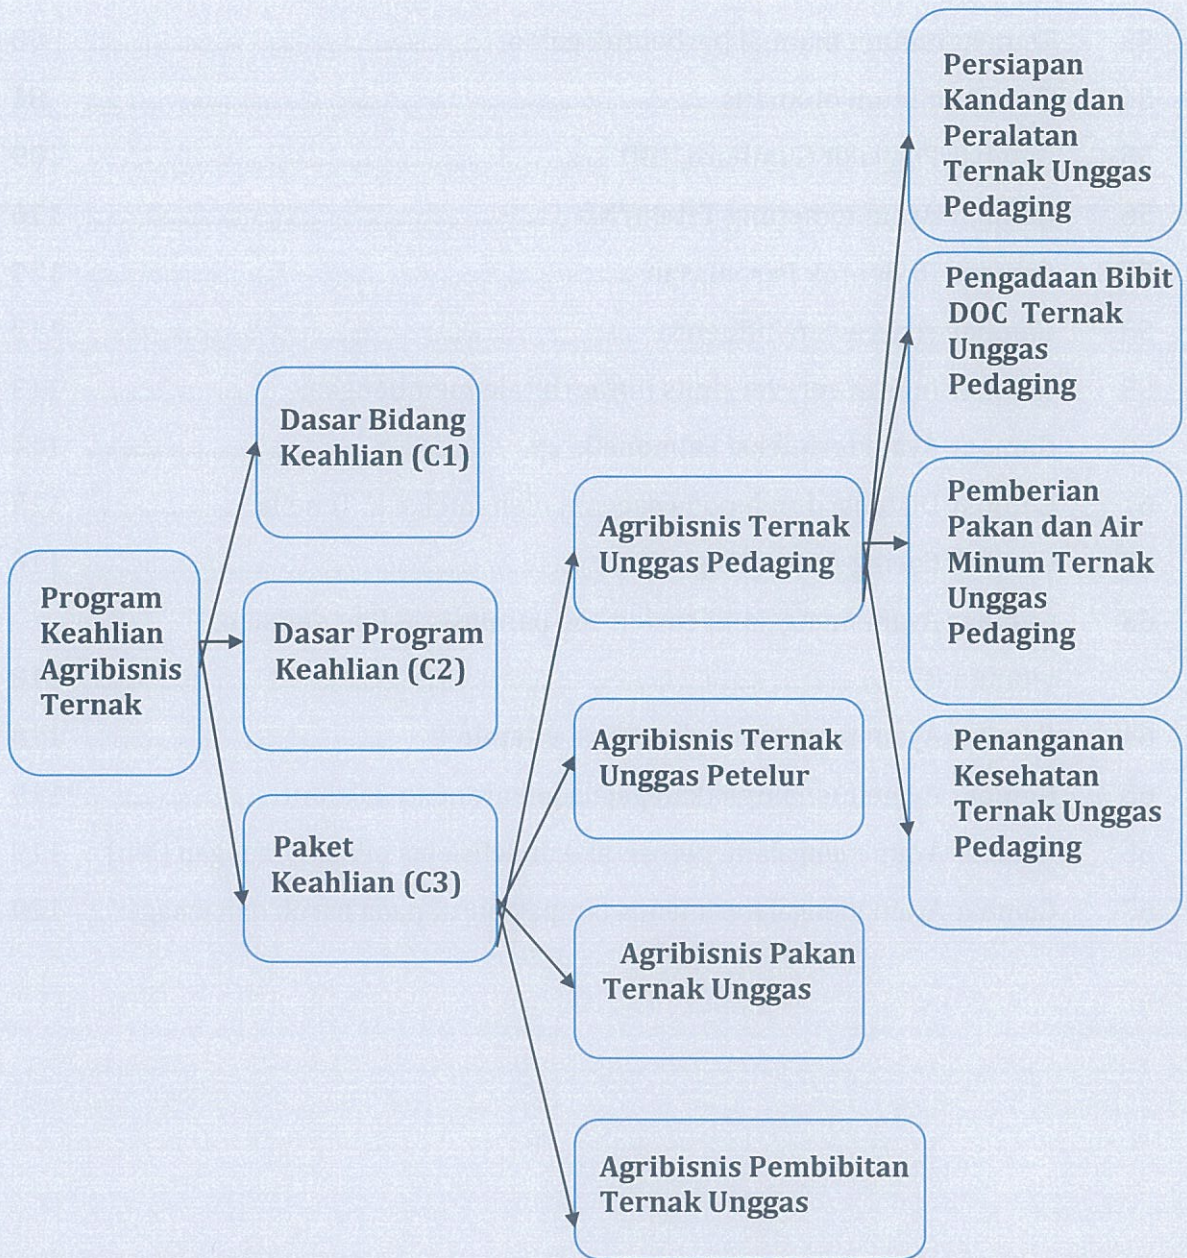 Program
Keahlian
Agribisnis
Ternak
Dasar Bidang
Keahlian (C1)
Dasar Program
Keahlian (C2)
Paket
Keahlian (C3)
Agribisnis Ternak
Unggas Pedaging
Agribisnis Ternak
Unggas Petelur
Agribisnis Pakan
Ternak Unggas
Agribisnis Pembibitan
Ternak Unggas
Persiapan
Kandang dan
Peralatan
Ternak Unggas
Pedaging
Pengadaan Bibit
DOC Ternak
Unggas
Pedaging
Pemberian
Pakan dan Air
Minum Ternak
Unggas
Pedaging
Penanganan
Kesehatan
Ternak Unggas
Pedaging